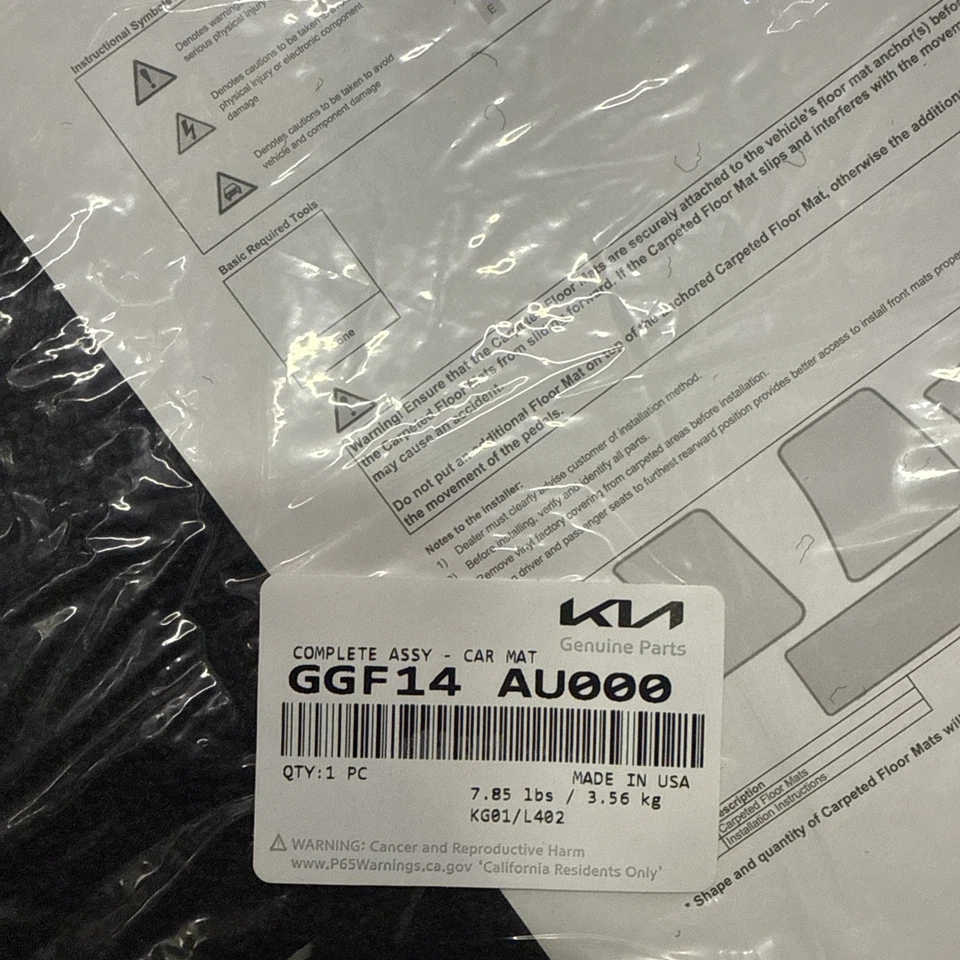 Instructional Symbols
Denotes warning
serious physical injury
Denotes cautions to be taken to
physical injury or electronic component
damage
Denotes cautions to be taken to avoid
vehicle and component damage
E
Basic Required Tools
Warning! Ensure that the Carpeted Floor Mats are securely attached to the vehicle's floor mat anchor(s)
the Carpeted Floor Mats from sliding forward. If the Carpeted Floor Mat slips and interferes with the
may cause an accident.
Do not put an additional Floor Mat on top of the anchored Carpeted Floor Mat, otherwise the
the movement of the pedals.
Notes to the installer:
1) Dealer must clearly advise customer of installation method.
Before installing, verify and identify all parts.
Remove vinyl factory covering from carpeted areas before installation.
driver and passenger seats to furthest rearward position provides better access to install front mats
KIA
Genuine Parts
COMPLETE ASSY - CAR MAT
GGF14 AU000
QTY:1 PC
MADE IN USA
7.85 lbs / 3.56 kg
KG01/L402
WARNING: Cancer and Reproductive Harm
www.P65Warnings.ca.gov 'California Residents Only'
Carpeted Floor Mats
Installation Instructions
* Shape and quantity of Carpeted Floor Mats